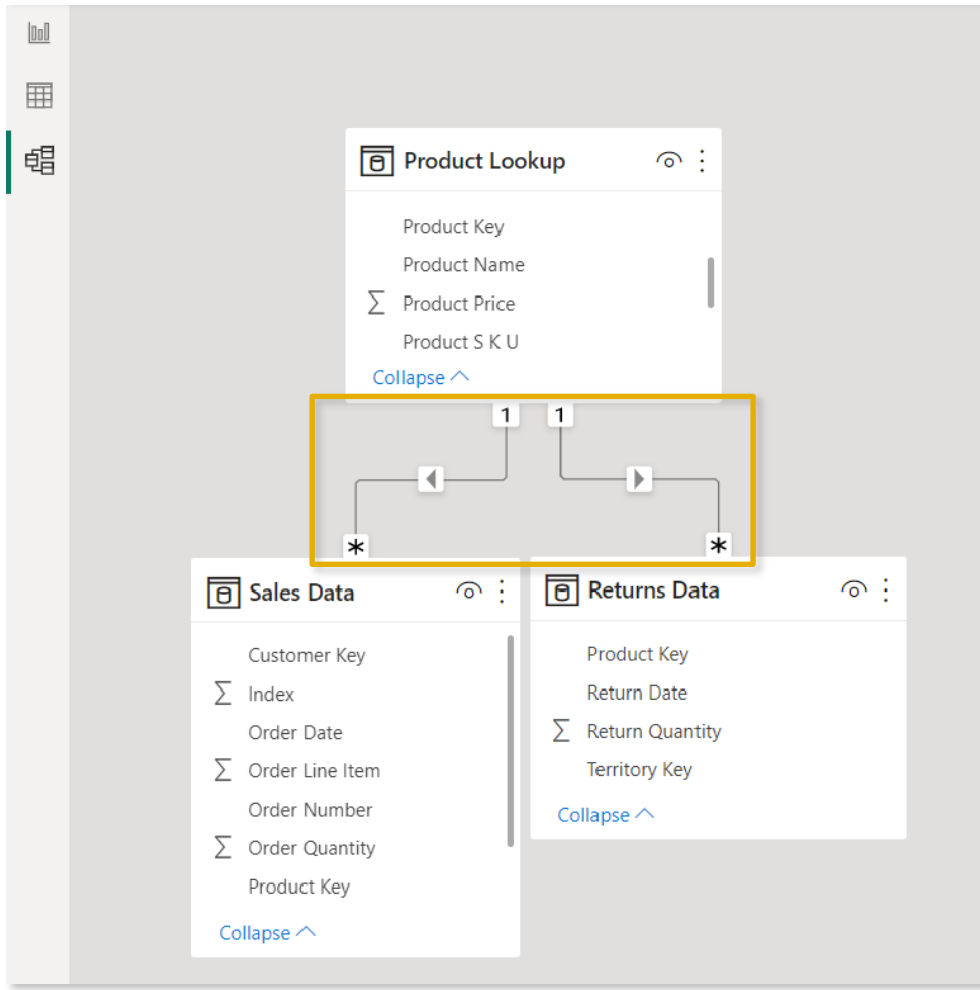 Product Lookup
Product Key
Product Name
Product Price
Product S K U
Collapse
1
1
*
*
Sales Data
Customer Key
Index
Order Date
Order Line Item
Order Number
Order Quantity
Product Key
Collapse
Returns Data
Product Key
Return Date
Return Quantity
Territory Key
Collapse